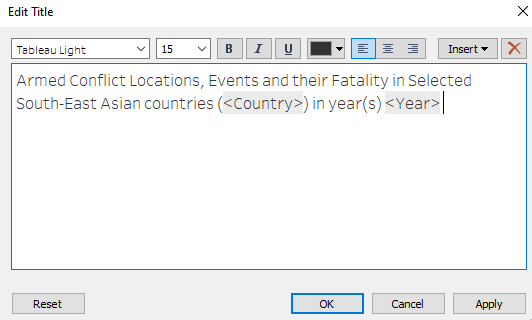 Edit Title
Tableau Light 15 B I U Insert
Armed Conflict Locations, Events and their Fatality in Selected
South-East Asian countries (<Country>) in year(s) <Year>
Reset OK Cancel Apply